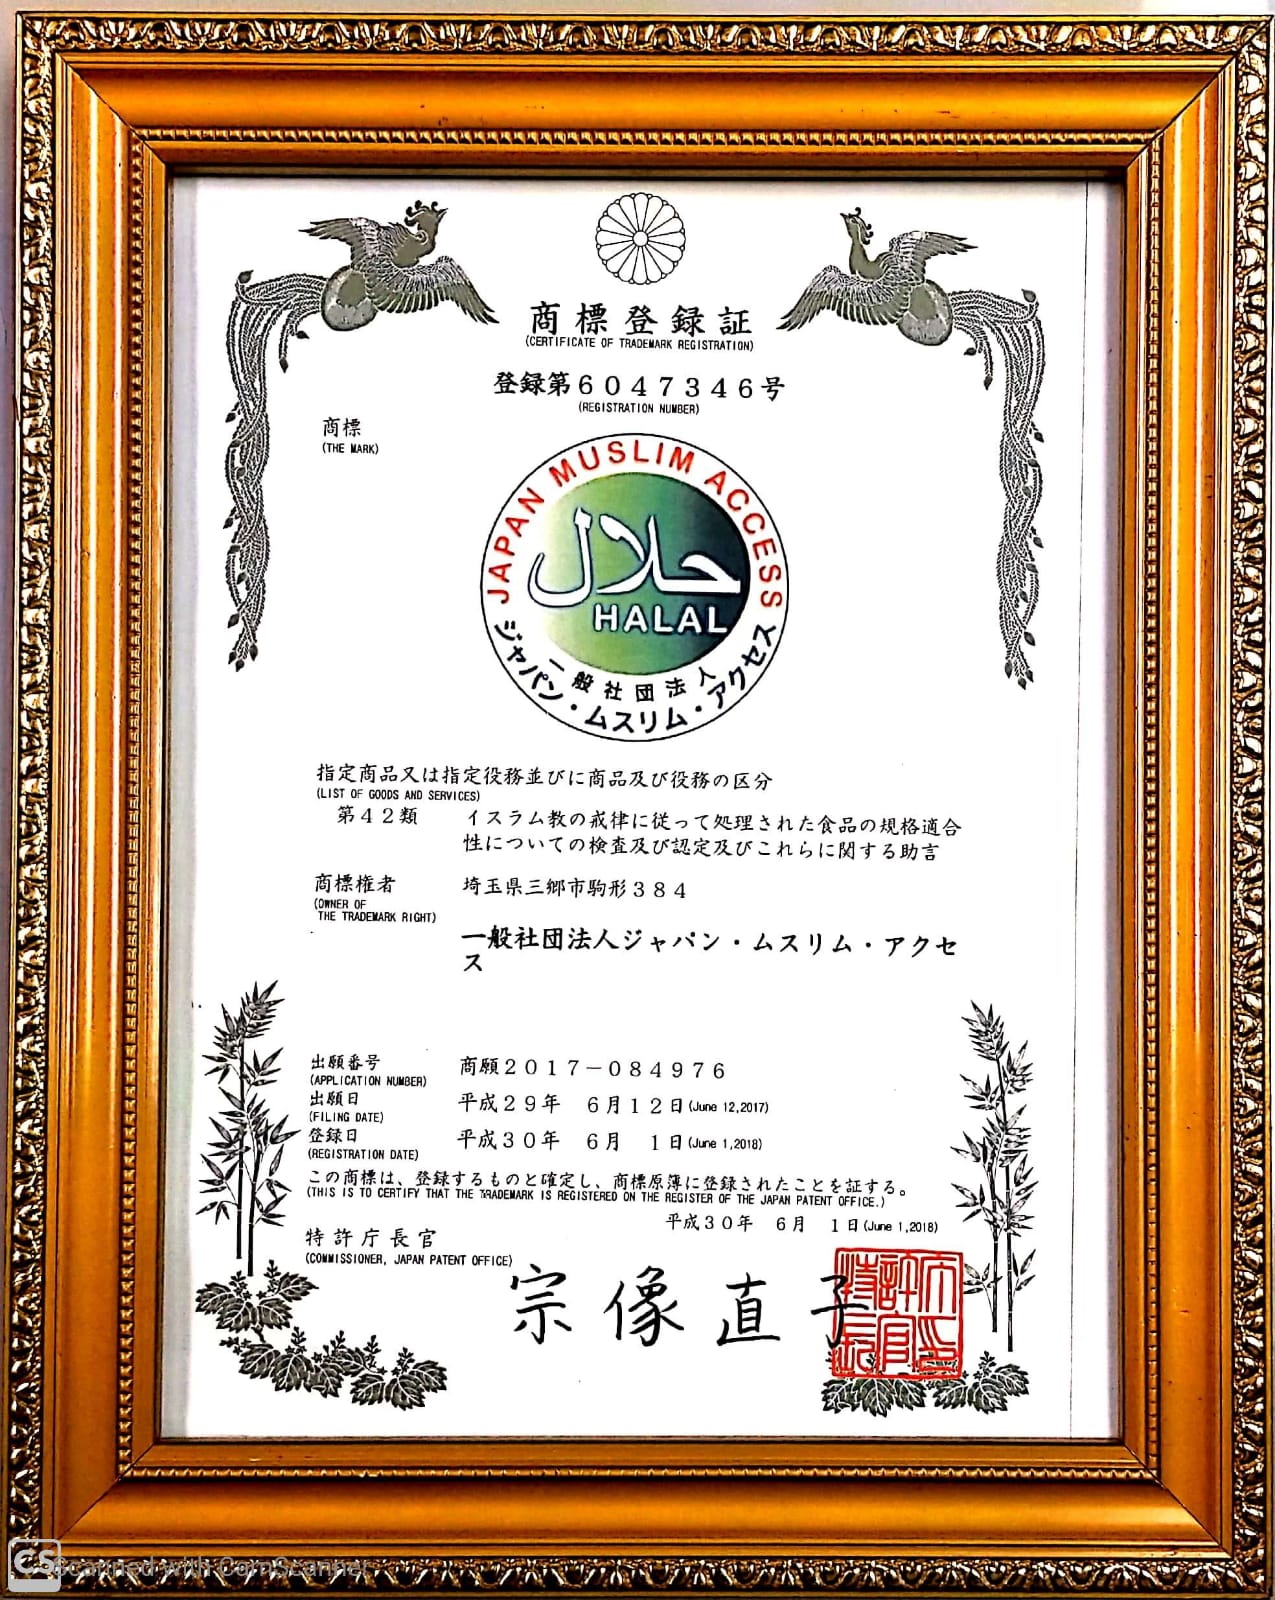 商標登録証
(CERTIFICATE OF TRADEMARK REGISTRATION)
登録第6047346号
(REGISTRATION NUMBER)
商標
(THE MARK)
JAPAN MUSLIM ACCESS
حلال
HALAL
一般社団法人
ジャパン・ムスリム・アクセス
指定商品又は指定役務並びに商品及び役務の区分
(LIST OF GOODS AND SERVICES)
第42類 イスラム教の戒律に従って処理された食品の規格適合
性についての検査及び認定及びこれらに関する助言
商標権者 埼玉県三郷市駒形384
(OWNER OF
THE TRADEMARK RIGHT)
一般社団法人ジャパン・ムスリム・アクセ
ス
出願番号 商願2017-084976
(APPLICATION NUMBER)
出願日 平成29年 6月12日(June 12,2017)
(FILING DATE)
登録日 平成30年 6月 1日(June 1,2018)
(REGISTRATION DATE)
この商標は、登録するものと確定し、商標原簿に登録されたことを証する。
(THIS IS TO CERTIFY THAT THE TRADEMARK IS REGISTERED ON THE REGISTER OF THE JAPAN PATENT OFFICE.)
平成30年 6月 1日(June 1,2018)
特許庁長官
(COMMISSIONER, JAPAN PATENT OFFICE)
宗像直子
CS Scanned with CamScanner